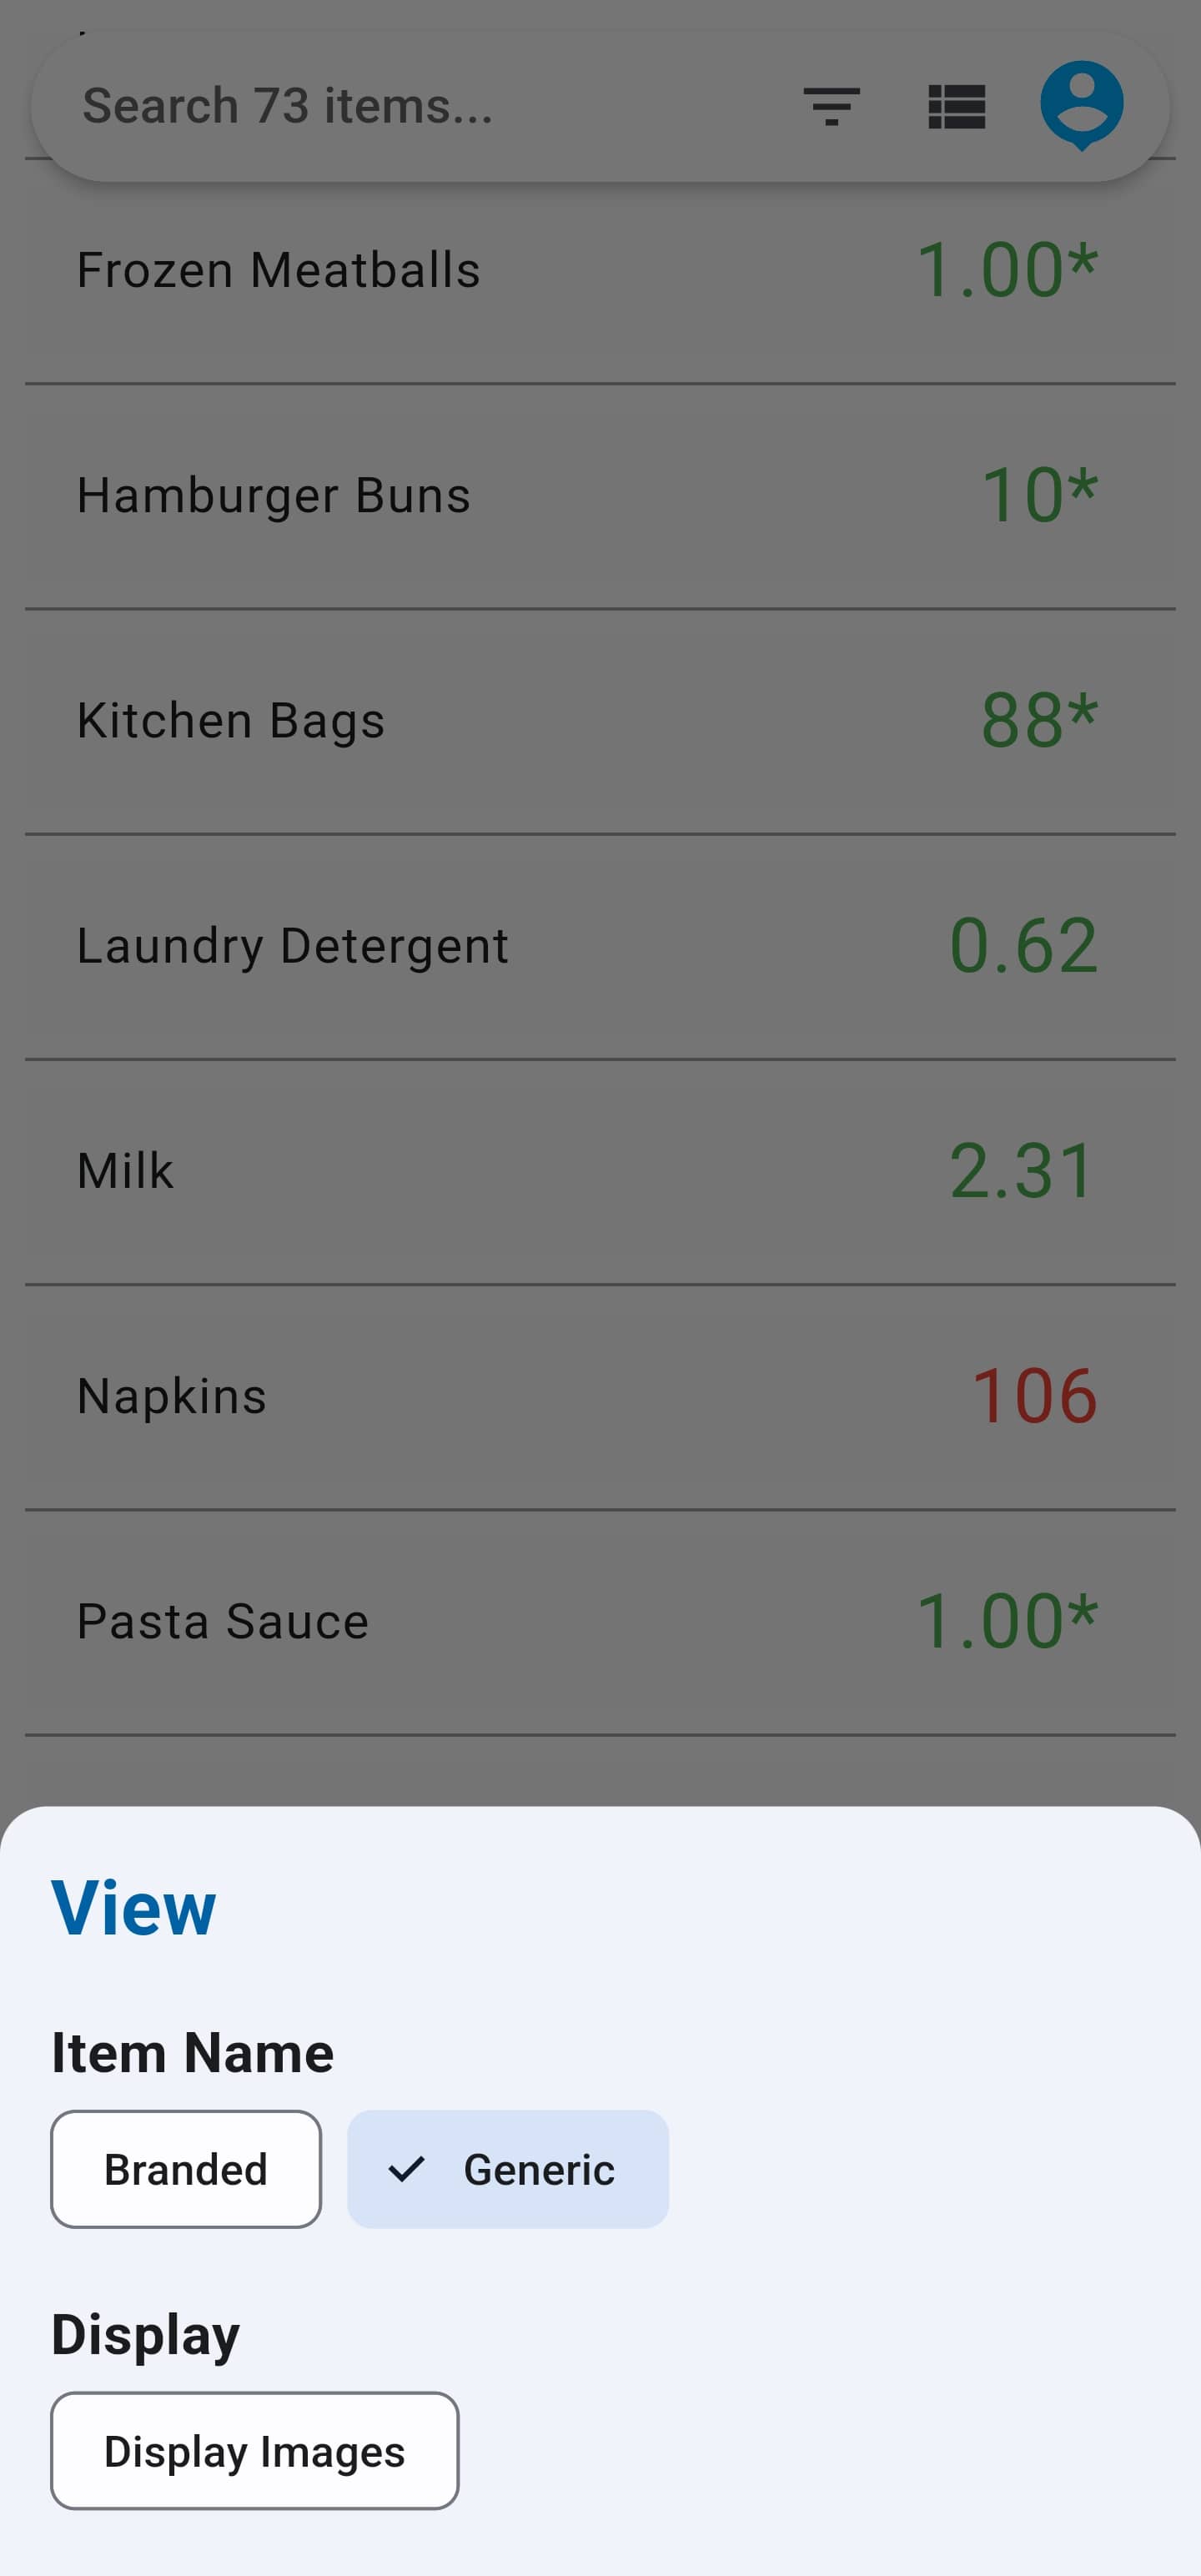 Search 73 items...
Frozen Meatballs 1.00*
Hamburger Buns 10*
Kitchen Bags 88*
Laundry Detergent 0.62
Milk 2.31
Napkins 106
Pasta Sauce 1.00*
View
Item Name
Branded Generic
Display
Display Images